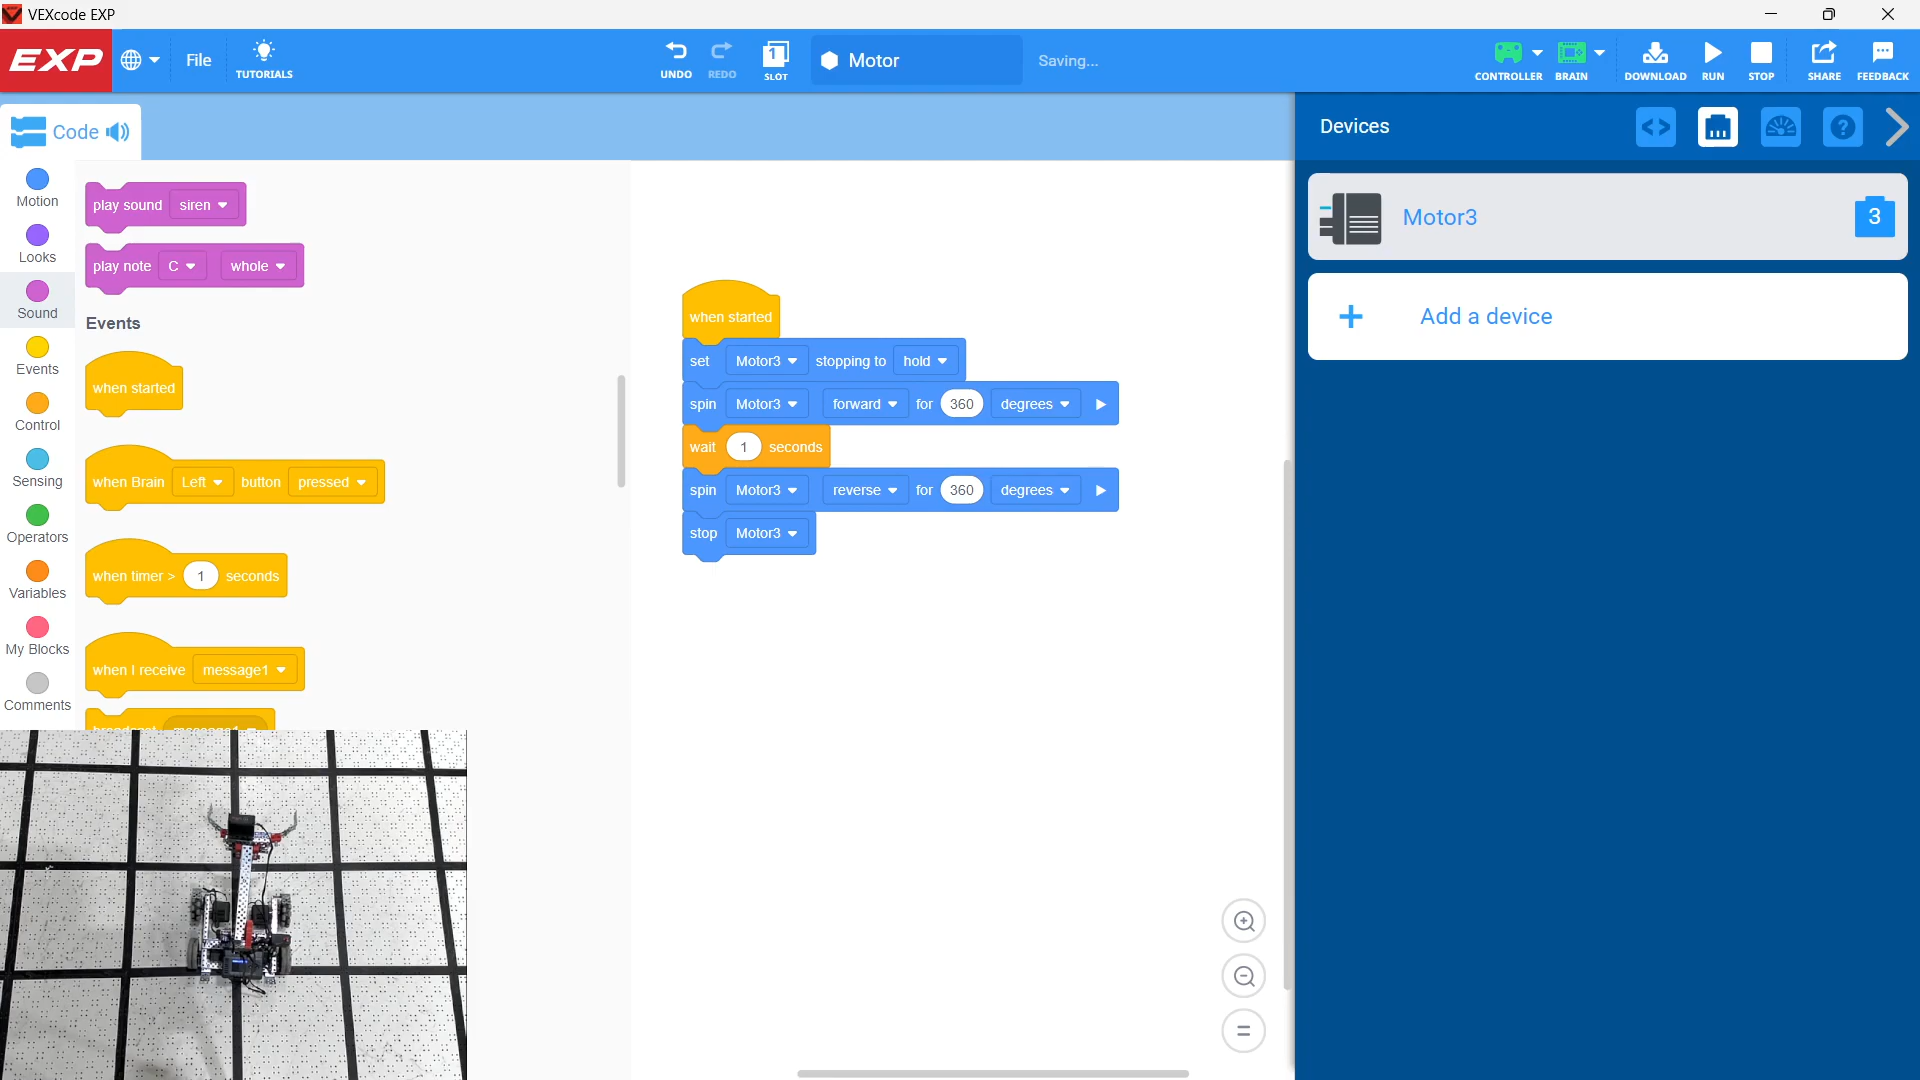 VEXcode EXP
EXP
File
TUTORIALS
UNDO
REDO
1
SLOT
Motor
Saving...
CONTROLLER
BRAIN
DOWNLOAD
RUN
STOP
SHARE
FEEDBACK
Code
Motion
Looks
Sound
Events
Control
Sensing
Operators
Variables
My Blocks
Comments
play sound siren
play note C whole
Events
when started
when Brain Left button pressed
when timer > 1 seconds
when I receive message1
when started
set Motor3 stopping to hold
spin Motor3 forward for 360 degrees
wait 1 seconds
spin Motor3 reverse for 360 degrees
stop Motor3
Devices
Motor3
3
Add a device